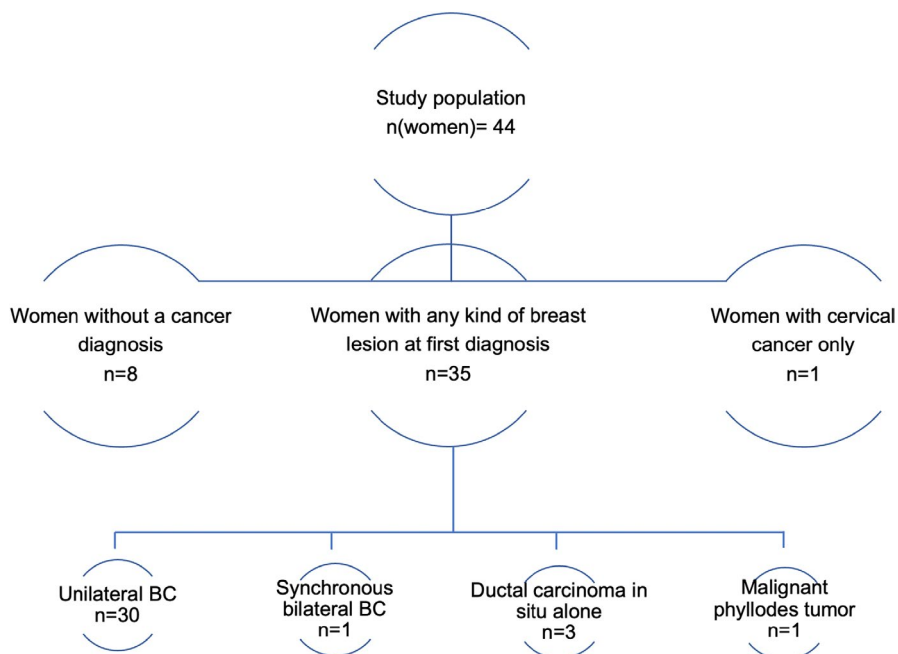 Study population
n(women)= 44
Women without a cancer
diagnosis
n=8
Women with any kind of breast
lesion at first diagnosis
n=35
Women with cervical
cancer only
n=1
Unilateral BC
n=30
Synchronous
bilateral BC
n=1
Ductal carcinoma in
situ alone
n=3
Malignant
phyllodes tumor
n=1